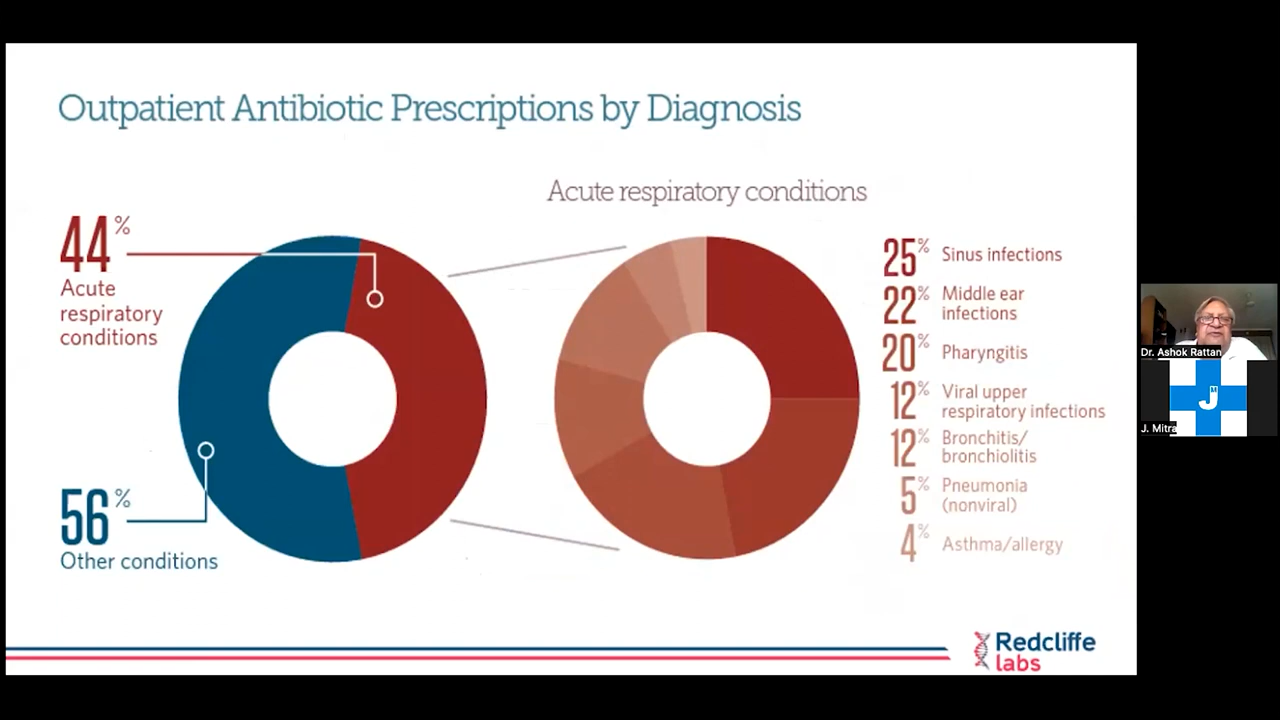 Outpatient Antibiotic Prescriptions by Diagnosis
Acute respiratory conditions
44%
Acute
respiratory
conditions
56%
Other conditions
25% Sinus infections
22% Middle ear
infections
20% Pharyngitis
12% Viral upper
respiratory infections
12% Bronchitis/
bronchiolitis
5% Pneumonia
(nonviral)
4% Asthma/allergy
Redcliffe
labs
Dr. Ashok Rattan
JM
J. Mitra